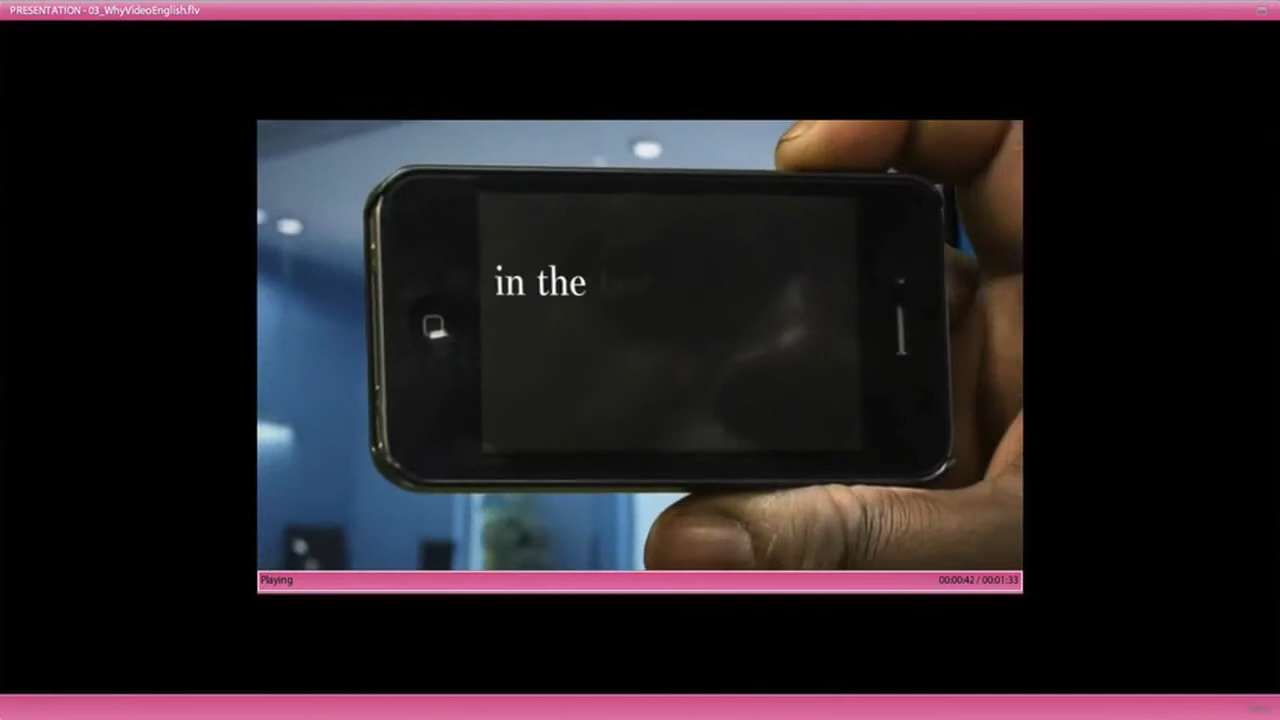 PRESENTATION - 03_WhyVideoEnglish.flv
in the
Playing
00:00:42 / 00:01:33